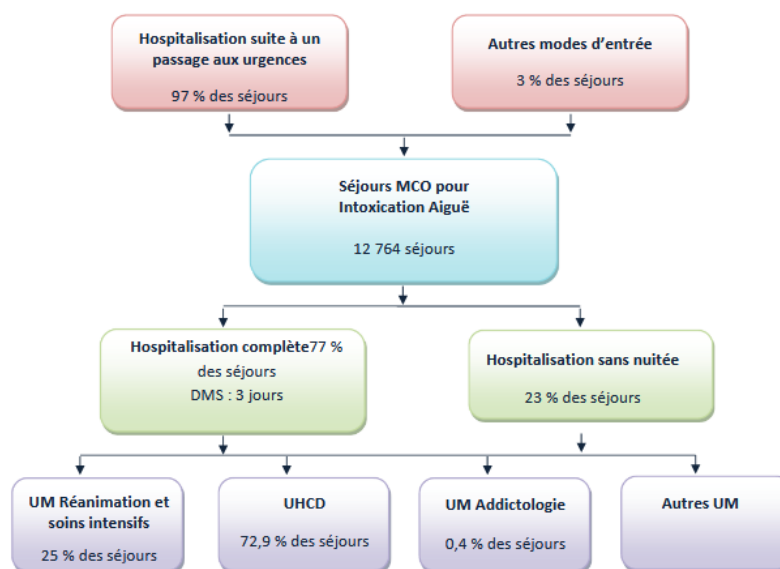 Hospitalisation suite à un
passage aux urgences
97 % des séjours
Autres modes d’entrée
3 % des séjours
Séjours MCO pour
Intoxication Aiguë
12 764 séjours
Hospitalisation complète77 %
des séjours
DMS : 3 jours
Hospitalisation sans nuitée
23 % des séjours
UM Réanimation et
soins intensifs
25 % des séjours
UHCD
72,9 % des séjours
UM Addictologie
0,4 % des séjours
Autres UM